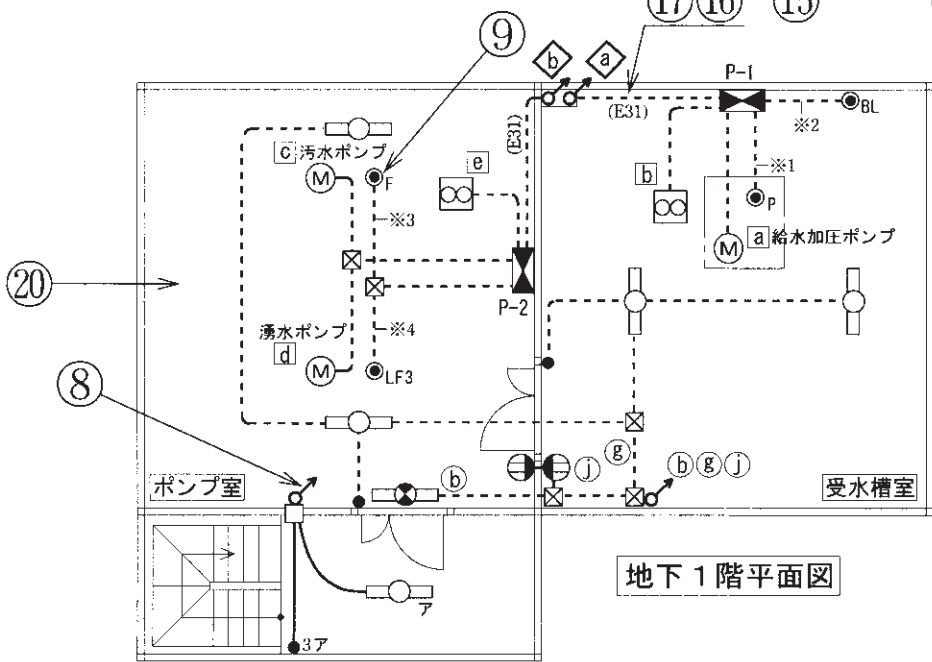 ⑰⑯ ⑮
⑨
b a
P-1
(E31)
BL
※2
(E31)
c 汚水ポンプ
M F
e
b
※1
P
※3
M
a 給水加圧ポンプ
⑳
P-2
湧水ポンプ
※4
d
M
LF3
⑧
ⓖ
ⓙ
ⓑ
ⓑⓖⓙ
ポンプ室
受水槽室
地下1階平面図
ア
3ア